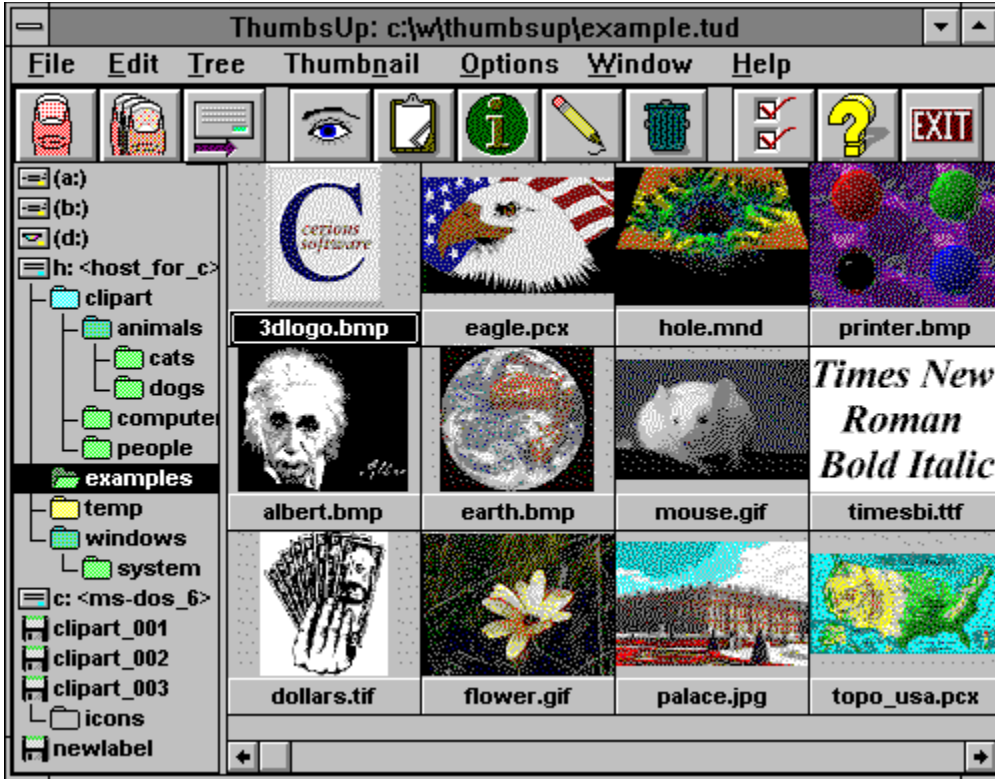 ThumbsUp: c:\w\thumbsup\example.tud
File Edit Tree Thumbnail Options Window Help
EXIT
(a:)
(b:)
(d:)
h: <host_for_c>
clipart
animals
cats
dogs
computer
people
examples
temp
windows
system
c: <ms-dos_6>
clipart_001
clipart_002
clipart_003
icons
newlabel
C
cerious
software
3dlogo.bmp
eagle.pcx
hole.mnd
printer.bmp
Times New
Roman
Bold Italic
albert.bmp
earth.bmp
mouse.gif
timesbi.ttf
dollars.tif
flower.gif
palace.jpg
topo_usa.pcx